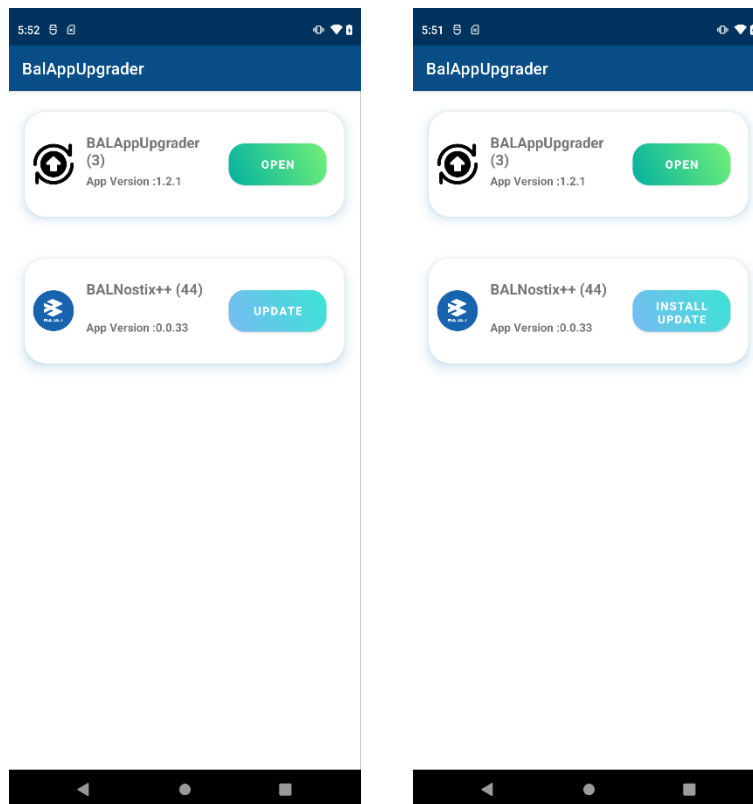 5:52
BalAppUpgrader
BALAppUpgrader
(3)
App Version :1.2.1
OPEN
BALNostix++ (44)
App Version :0.0.33
UPDATE
5:51
BalAppUpgrader
BALAppUpgrader
(3)
App Version :1.2.1
OPEN
BALNostix++ (44)
App Version :0.0.33
INSTALL
UPDATE